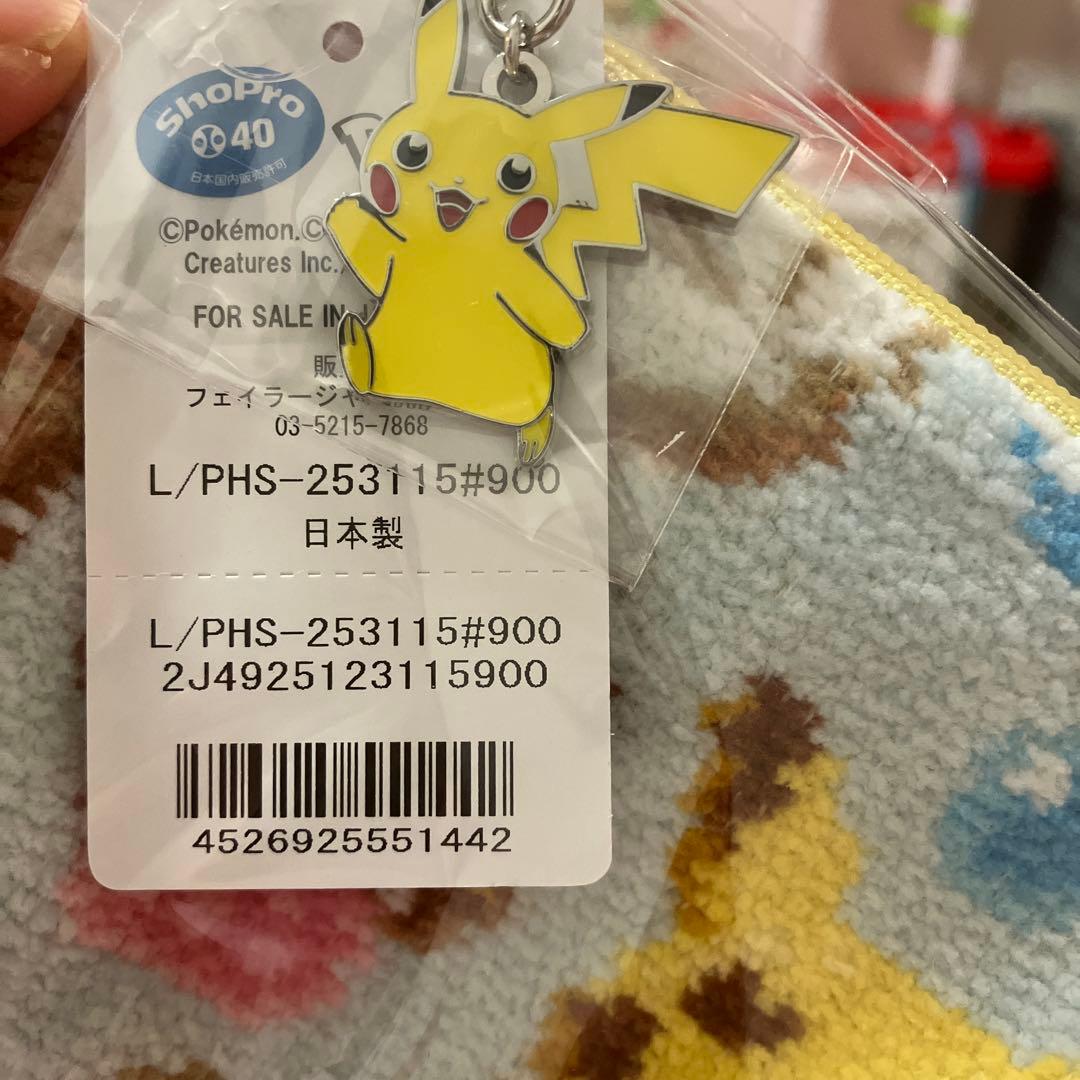 ShoPro
40
日本国内販売許可
©Pokémon.©
Creatures Inc.
FOR SALE IN
販
フェイラージャ
03-5215-7868
L/PHS-253115#900
日本製
L/PHS-253115#900
2J4925123115900
4526925551442